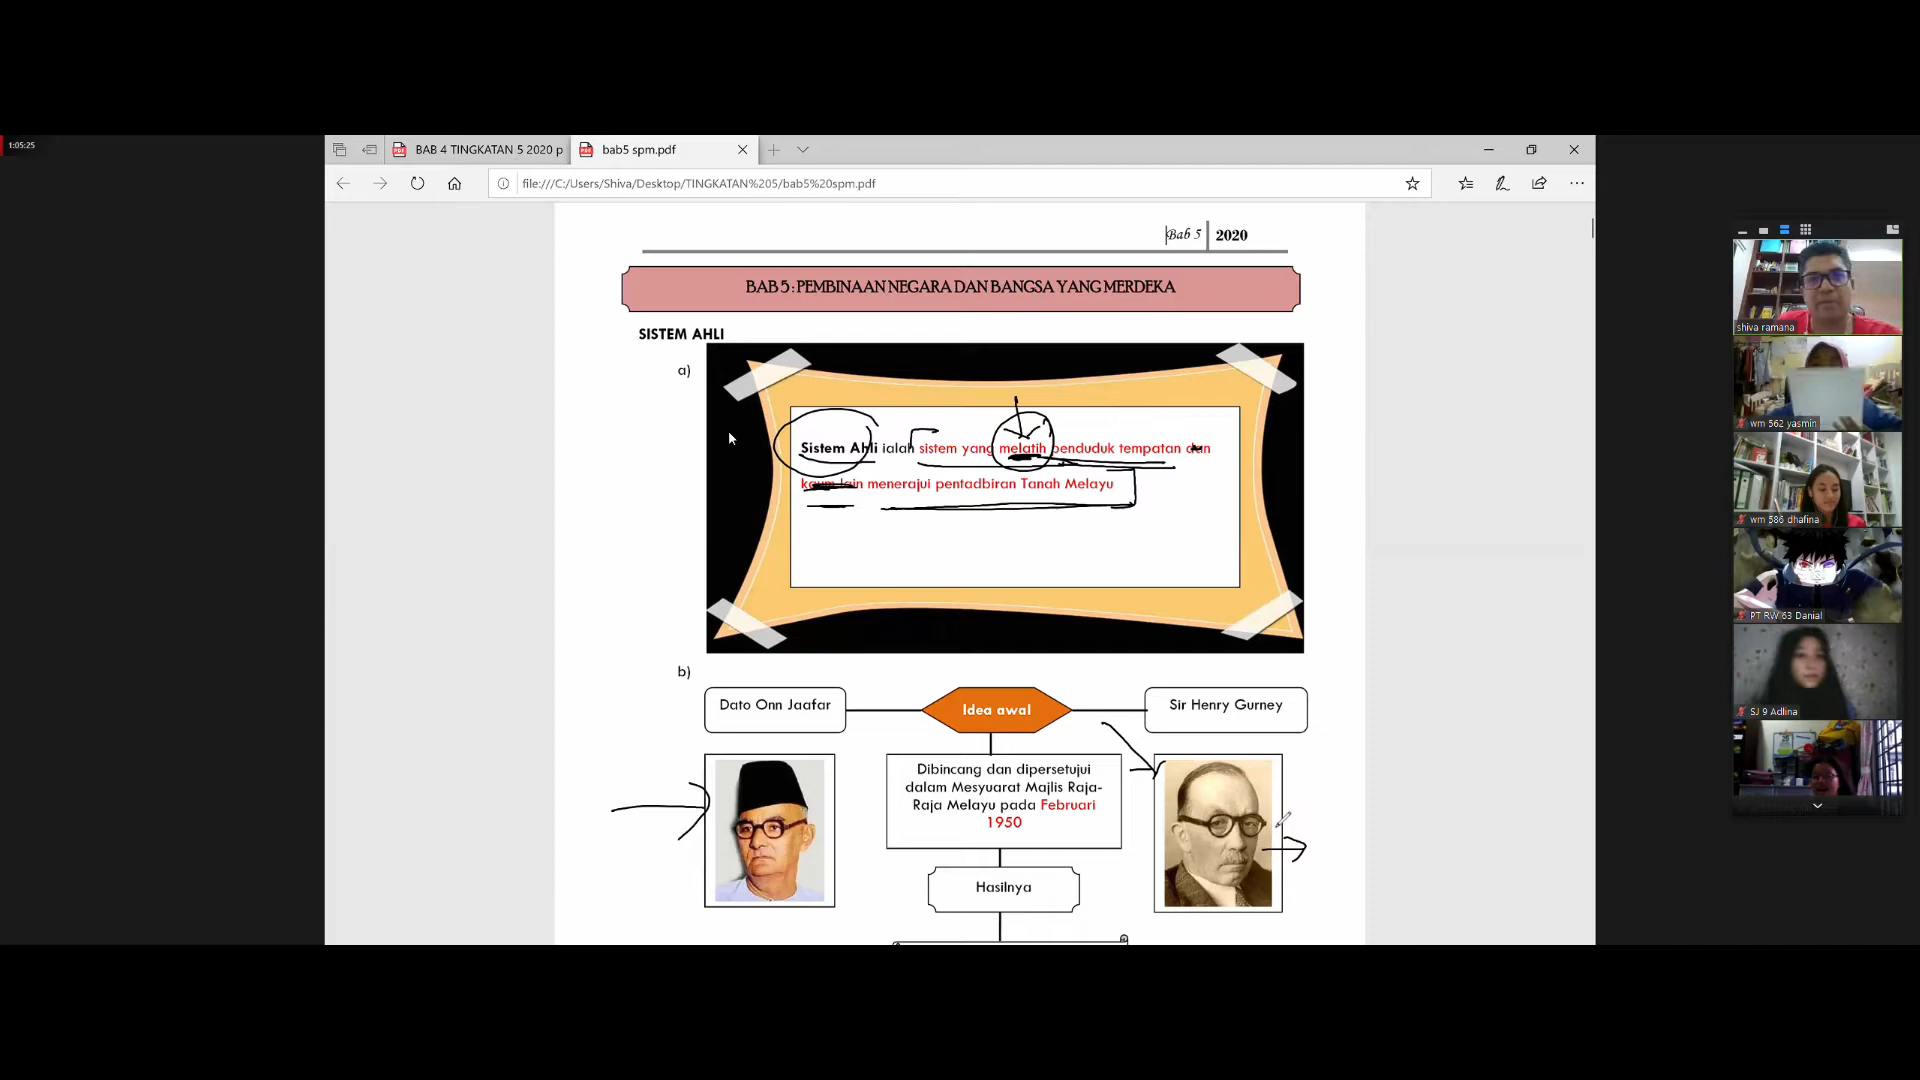 1:05:25
BAB 4 TINGKATAN 5 2020 p
bab5 spm.pdf
file:///C:/Users/Shiva/Desktop/TINGKATAN%205/bab5%20spm.pdf
Bab 5 2020
BAB 5 : PEMBINAAN NEGARA DAN BANGSA YANG MERDEKA
SISTEM AHLI
a)
Sistem Ahli ialah sistem yang melatih penduduk tempatan dan
kaum lain menerajui pentadbiran Tanah Melayu
b)
Dato Onn Jaafar
Idea awal
Sir Henry Gurney
Dibincang dan dipersetujui
dalam Mesyuarat Majlis Raja-
Raja Melayu pada Februari
1950
Hasilnya
shiva ramana
wm 562 yasmin
wm 586 dhafina
PT RW 63 Danial
SJ 9 Adlina